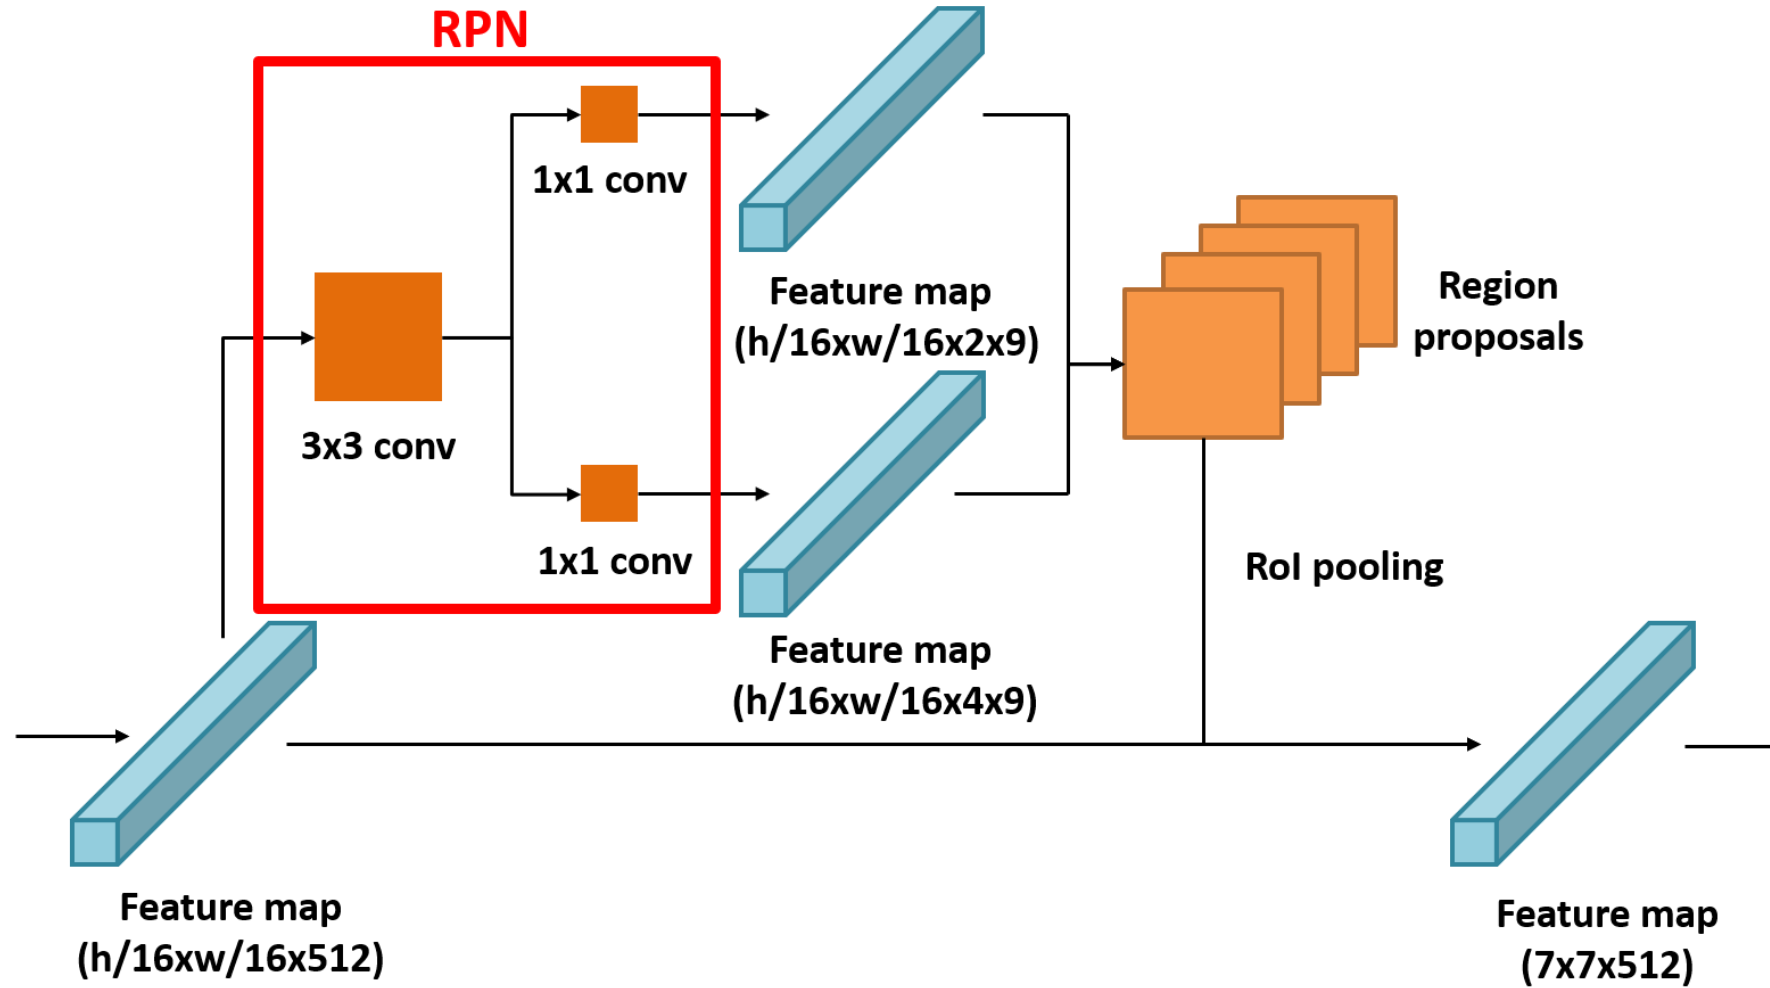 RPN
1x1 conv
3x3 conv
1x1 conv
Feature map
(h/16xw/16x2x9)
Region
proposals
Feature map
(h/16xw/16x4x9)
RoI pooling
Feature map
(h/16xw/16x512)
Feature map
(7x7x512)